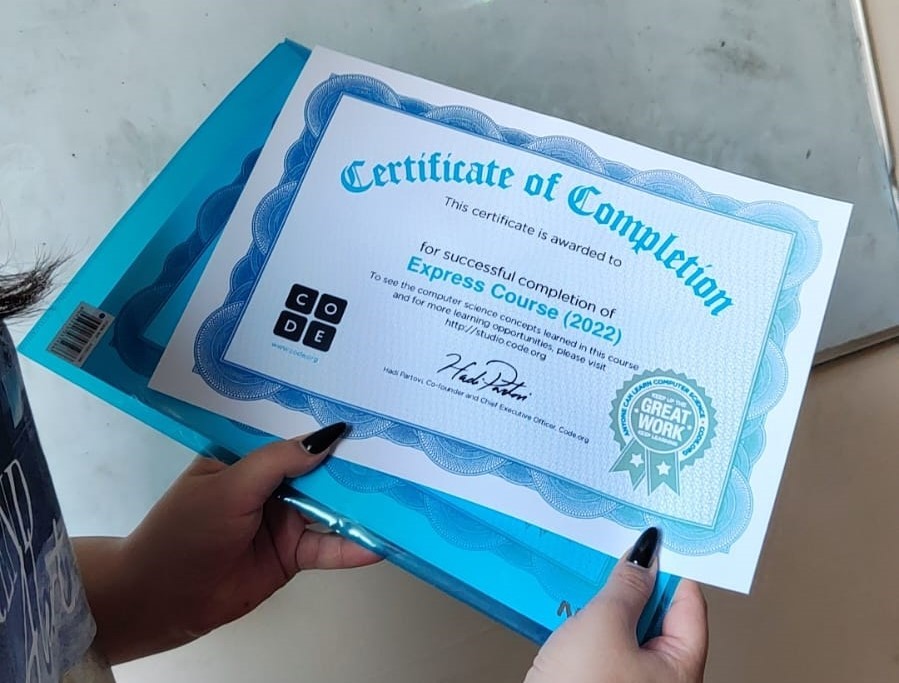 Certificate of Completion
This certificate is awarded to
for successful completion of
Express Course (2022)
To see the computer science concepts learned in this course
and for more learning opportunities, please visit
http://studio.code.org
C O
D E
www.code.org
Hadi Partovi
Hadi Partovi, Co-founder and Chief Executive Officer, Code.org
ANYONE CAN LEARN COMPUTER SCIENCE
KEEP UP THE
GREAT
WORK
KEEP LEARNING